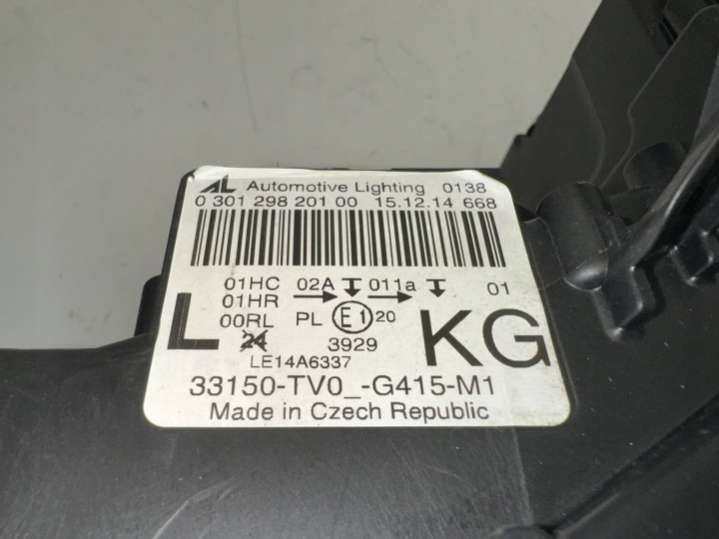 AL Automotive Lighting 0138
0 301 298 201 00 15.12.14 668
01HC 02A 011a 01
01HR
00RL PL E1 20
L 24 3929 KG
LE14A6337
33150-TV0_-G415-M1
Made in Czech Republic